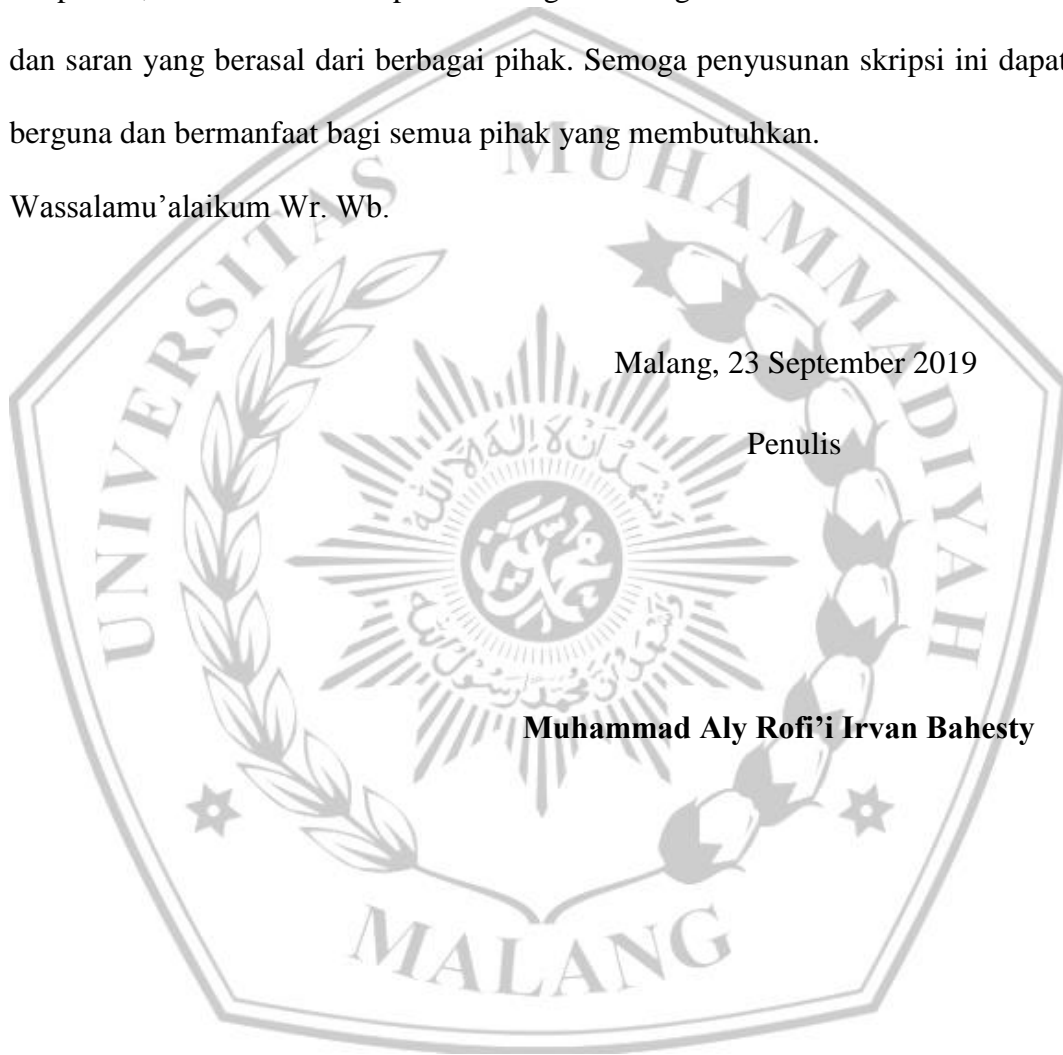 dan saran yang berasal dari berbagai pihak. Semoga penyusunan skripsi ini dapat
berguna dan bermanfaat bagi semua pihak yang membutuhkan.
Wassalamu’alaikum Wr. Wb.
UNIVERSITAS MUHAMMADIYAH
Malang, 23 September 2019
Penulis
Muhammad Aly Rofi’i Irvan Bahesty
MALANG